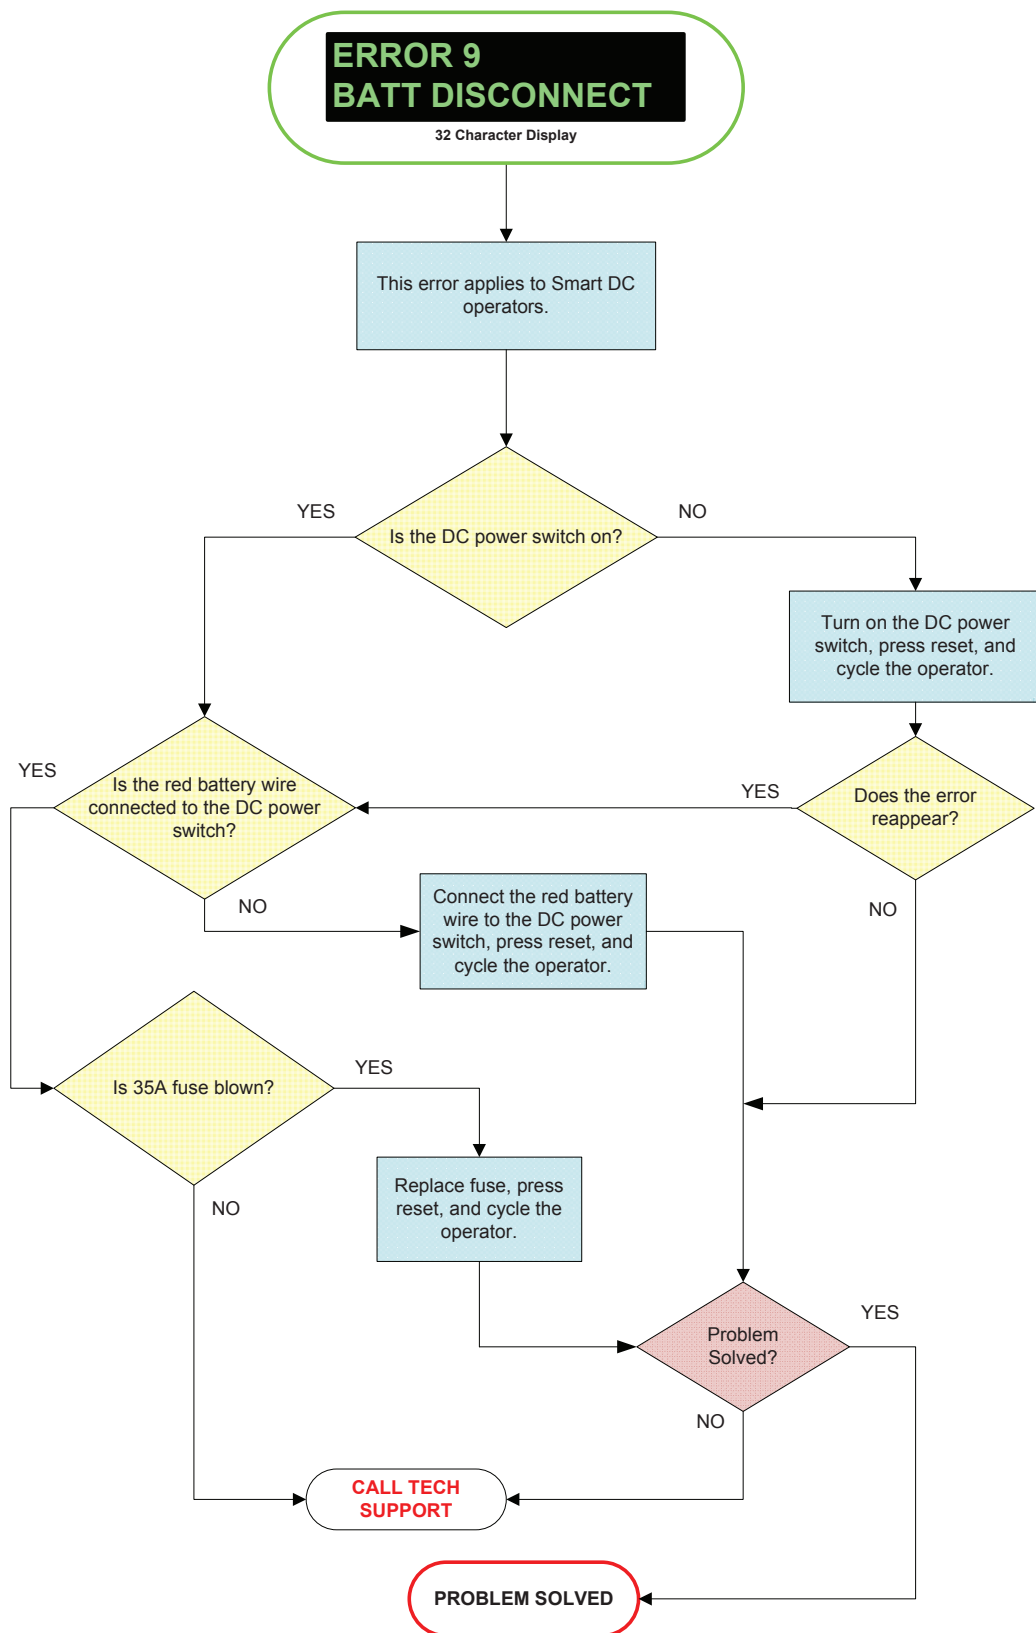 ERROR 9
BATT DISCONNECT
32 Character Display
This error applies to Smart DC
operators.
YES
NO
Is the DC power switch on?
Turn on the DC power
switch, press reset, and
cycle the operator.
YES
Is the red battery wire
connected to the DC power
switch?
YES
Does the error
reappear?
NO
Connect the red battery
wire to the DC power
switch, press reset, and
cycle the operator.
NO
YES
Is 35A fuse blown?
NO
Replace fuse, press
reset, and cycle the
operator.
YES
Problem
Solved?
NO
CALL TECH
SUPPORT
PROBLEM SOLVED